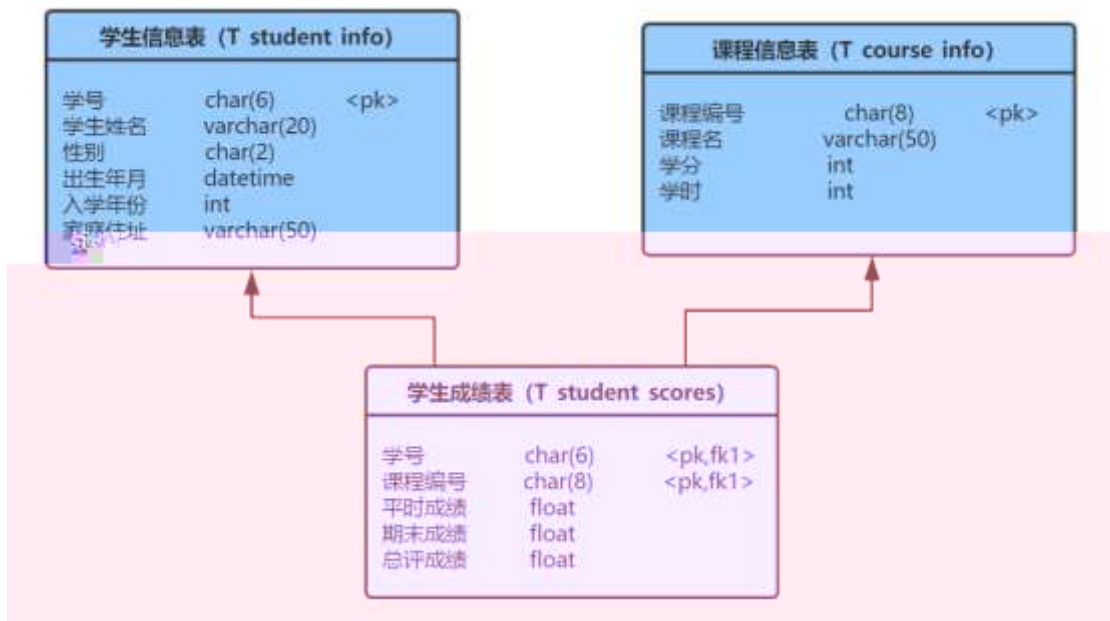 学生信息表（T student info）
学号 char(6) <pk>
学生姓名 varchar(20)
性别 char(2)
出生年月 datetime
入学年份 int
家庭住址 varchar(50)
课程信息表（T course info）
课程编号 char(8) <pk>
课程名 varchar(50)
学分 int
学时 int
学生成绩表（T student scores）
学号 char(6) <pk,fk1>
课程编号 char(8) <pk,fk1>
平时成绩 float
期末成绩 float
总评成绩 float